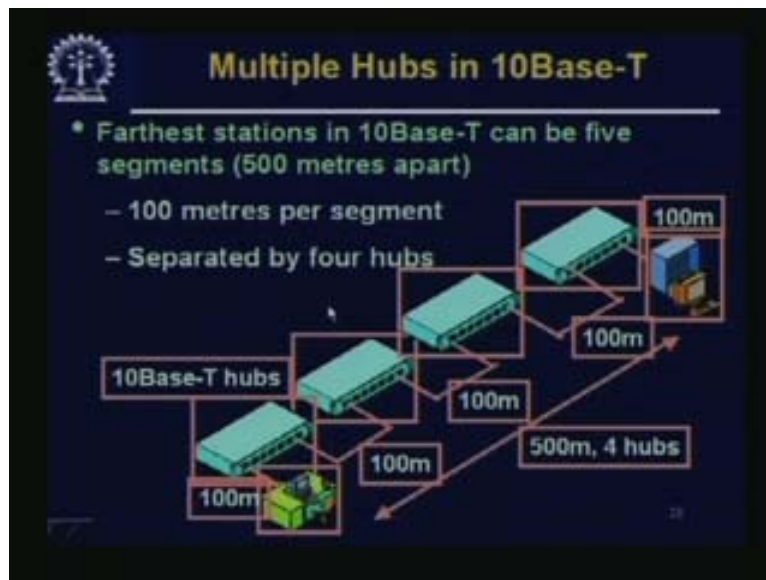 Multiple Hubs in 10Base-T
• Farthest stations in 10Base-T can be five
segments (500 metres apart)
– 100 metres per segment
– Separated by four hubs
100m
100m
10Base-T hubs
100m
500m, 4 hubs
100m
100m